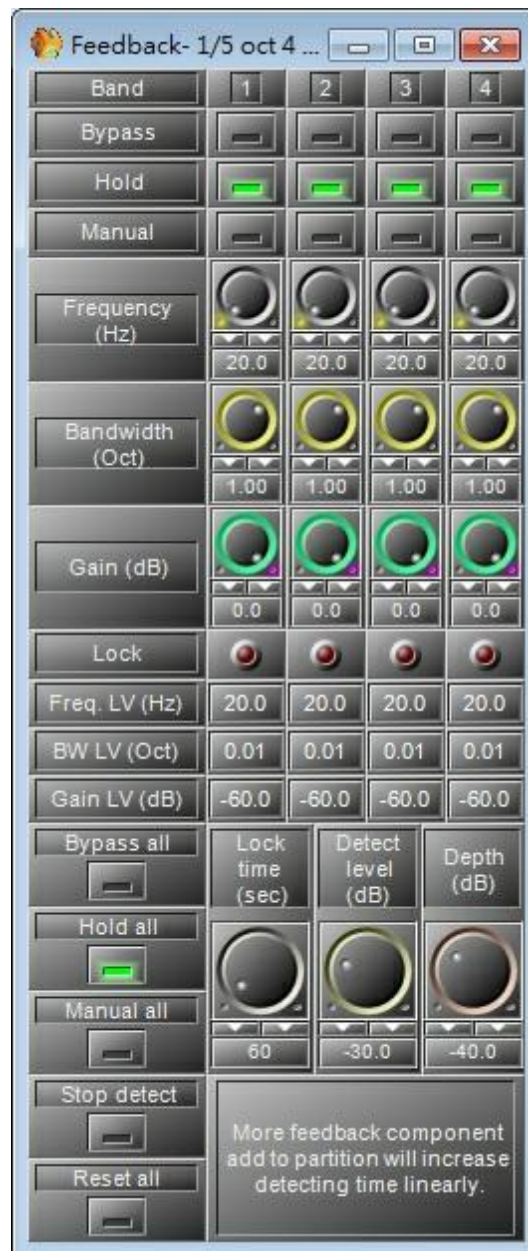 Feedback- 1/5 oct 4 ...
Band 1 2 3 4
Bypass
Hold
Manual
Frequency
(Hz)
20.0 20.0 20.0 20.0
Bandwidth
(Oct)
1.00 1.00 1.00 1.00
Gain (dB)
0.0 0.0 0.0 0.0
Lock
Freq. LV (Hz) 20.0 20.0 20.0 20.0
BW LV (Oct) 0.01 0.01 0.01 0.01
Gain LV (dB) -60.0 -60.0 -60.0 -60.0
Bypass all
Lock
time
(sec)
Detect
level
(dB)
Depth
(dB)
Hold all
Manual all
60 -30.0 -40.0
Stop detect
Reset all
More feedback component
add to partition will increase
detecting time linearly.